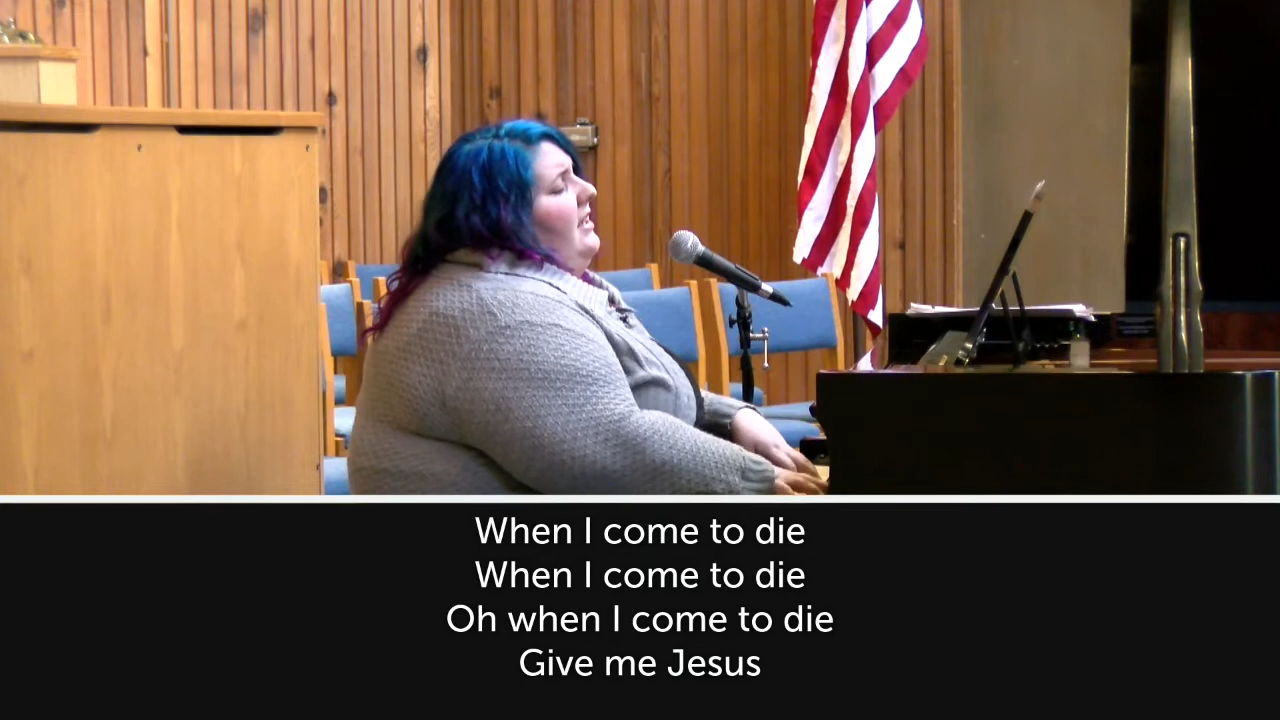 When I come to die
When I come to die
Oh when I come to die
Give me Jesus